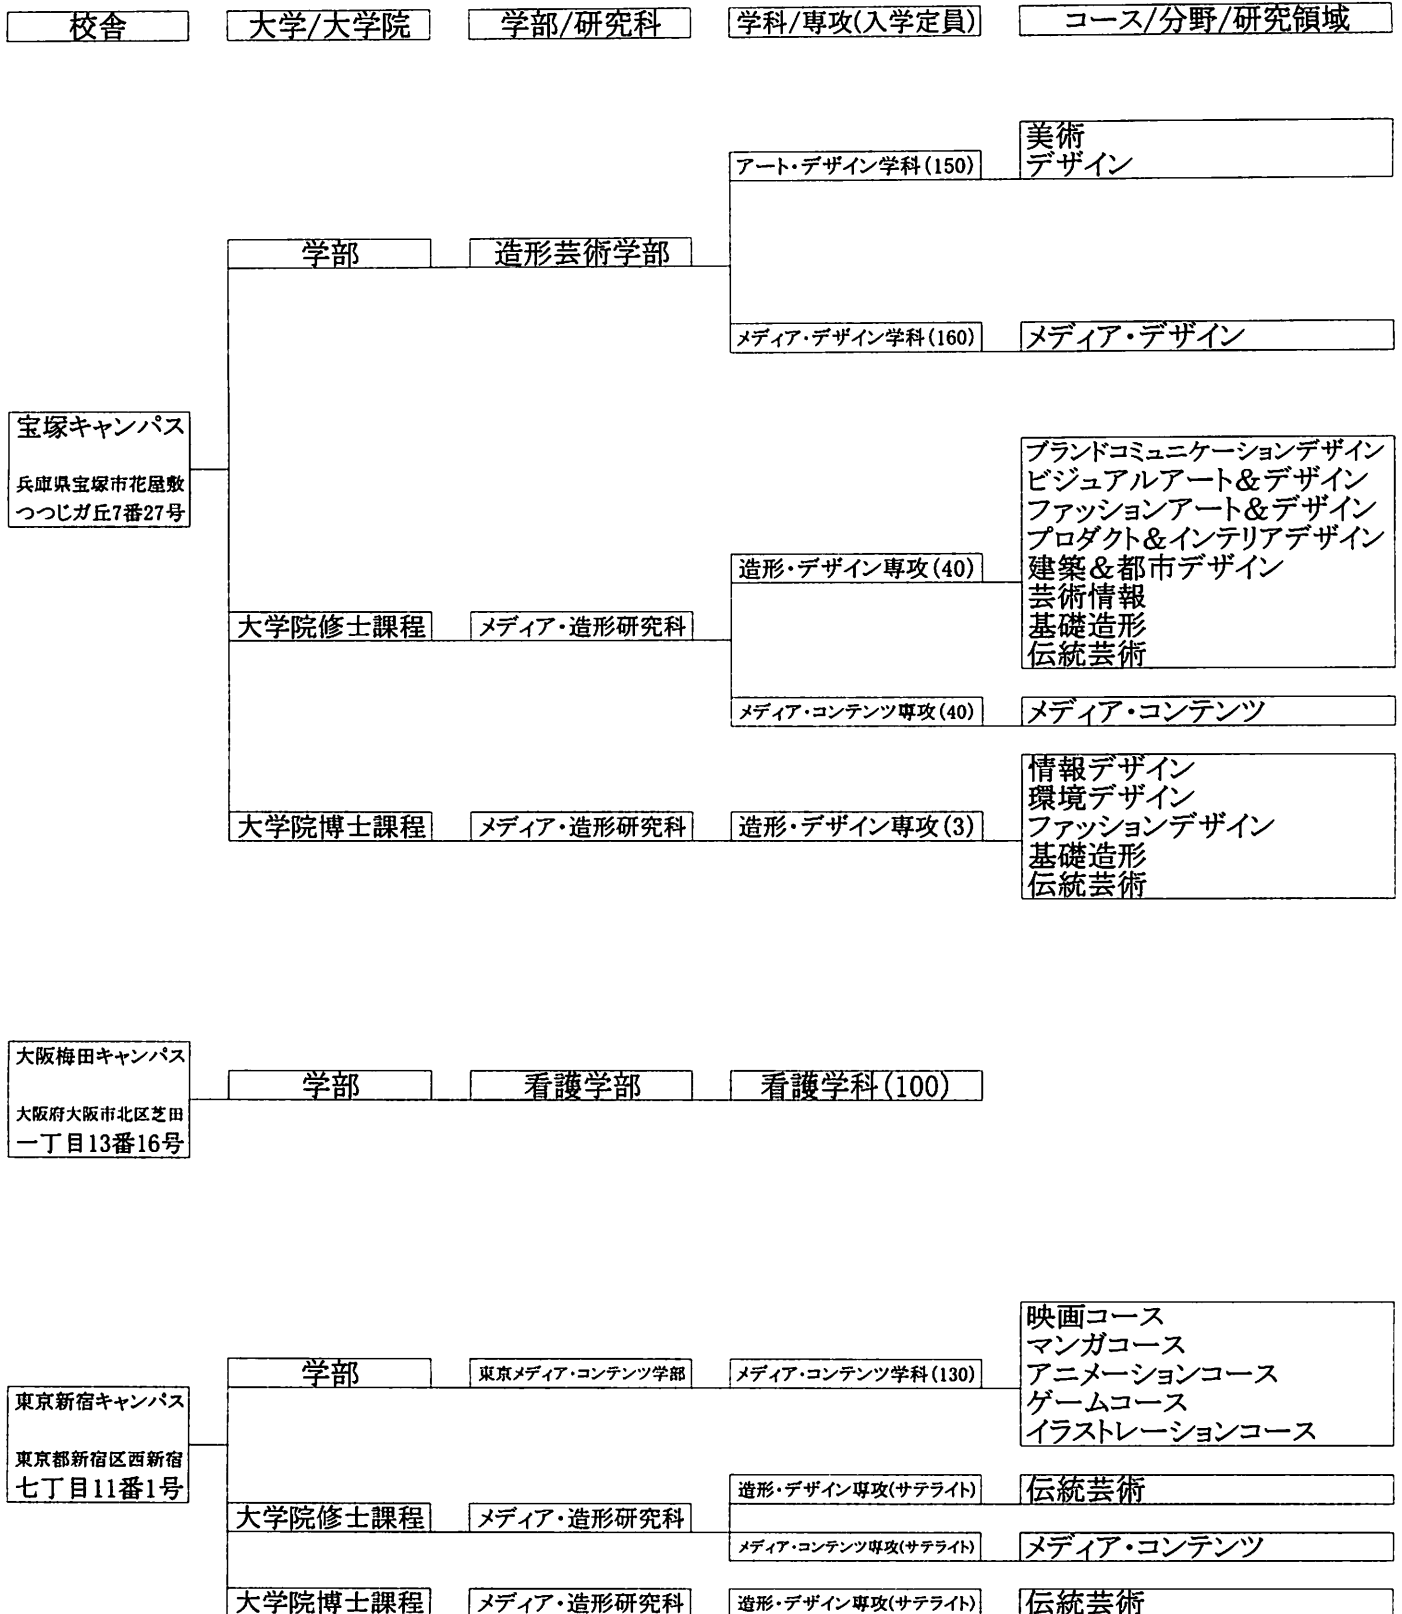 校舎
大学/大学院
学部/研究科
学科/専攻(入学定員)
コース/分野/研究領域
宝塚キャンパス
兵庫県宝塚市花屋敷
つつじガ丘7番27号
学部
造形芸術学部
アート・デザイン学科(150)
美術
デザイン
メディア・デザイン学科(160)
メディア・デザイン
大学院修士課程
メディア・造形研究科
造形・デザイン専攻(40)
ブランドコミュニケーションデザイン
ビジュアルアート&デザイン
ファッションアート&デザイン
プロダクト&インテリアデザイン
建築&都市デザイン
芸術情報
基礎造形
伝統芸術
メディア・コンテンツ専攻(40)
メディア・コンテンツ
大学院博士課程
メディア・造形研究科
造形・デザイン専攻(3)
情報デザイン
環境デザイン
ファッションデザイン
基礎造形
伝統芸術
大阪梅田キャンパス
大阪府大阪市北区芝田
一丁目13番16号
学部
看護学部
看護学科(100)
東京新宿キャンパス
東京都新宿区西新宿
七丁目11番1号
学部
東京メディア・コンテンツ学部
メディア・コンテンツ学科(130)
映画コース
マンガコース
アニメーションコース
ゲームコース
イラストレーションコース
大学院修士課程
メディア・造形研究科
造形・デザイン専攻(サテライト)
伝統芸術
メディア・コンテンツ専攻(サテライト)
メディア・コンテンツ
大学院博士課程
メディア・造形研究科
造形・デザイン専攻(サテライト)
伝統芸術